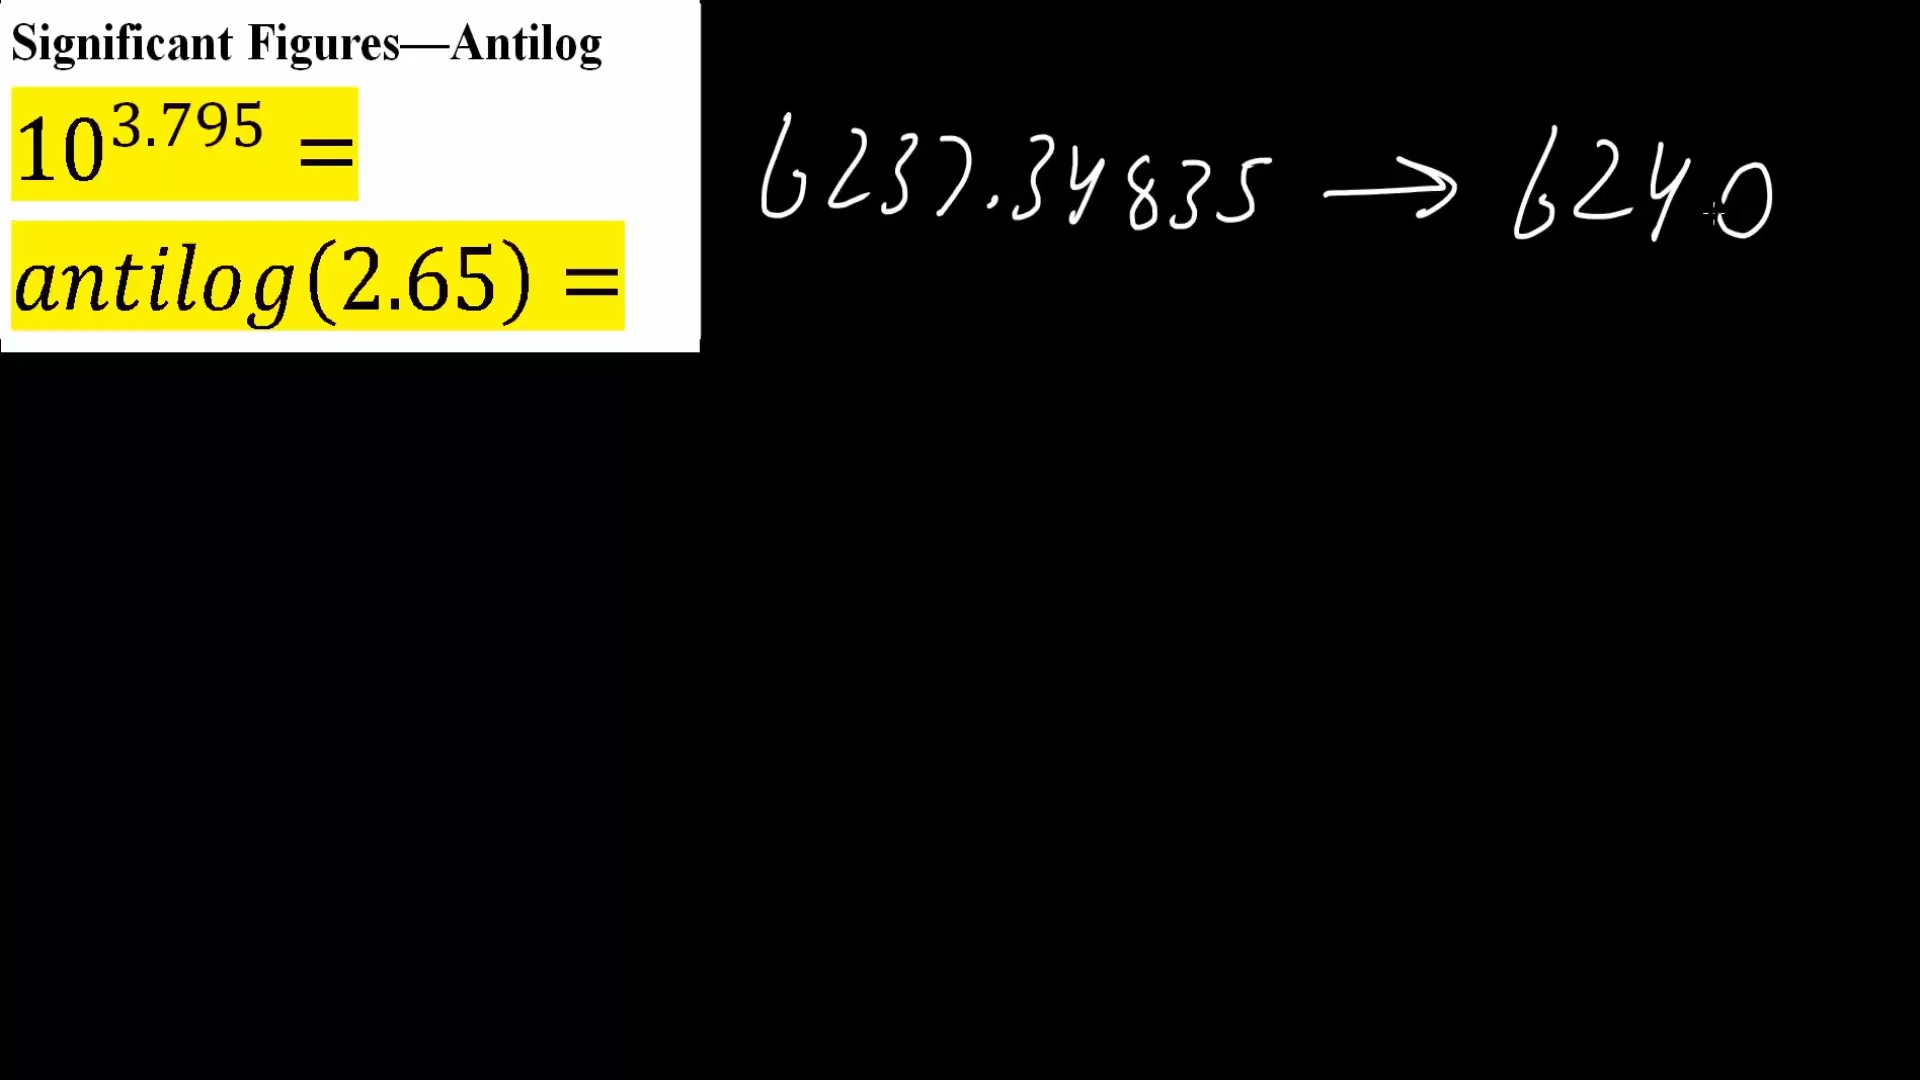 Significant Figures—Antilog
10^3.795 =
6237.34835 → 6240
antilog(2.65) =